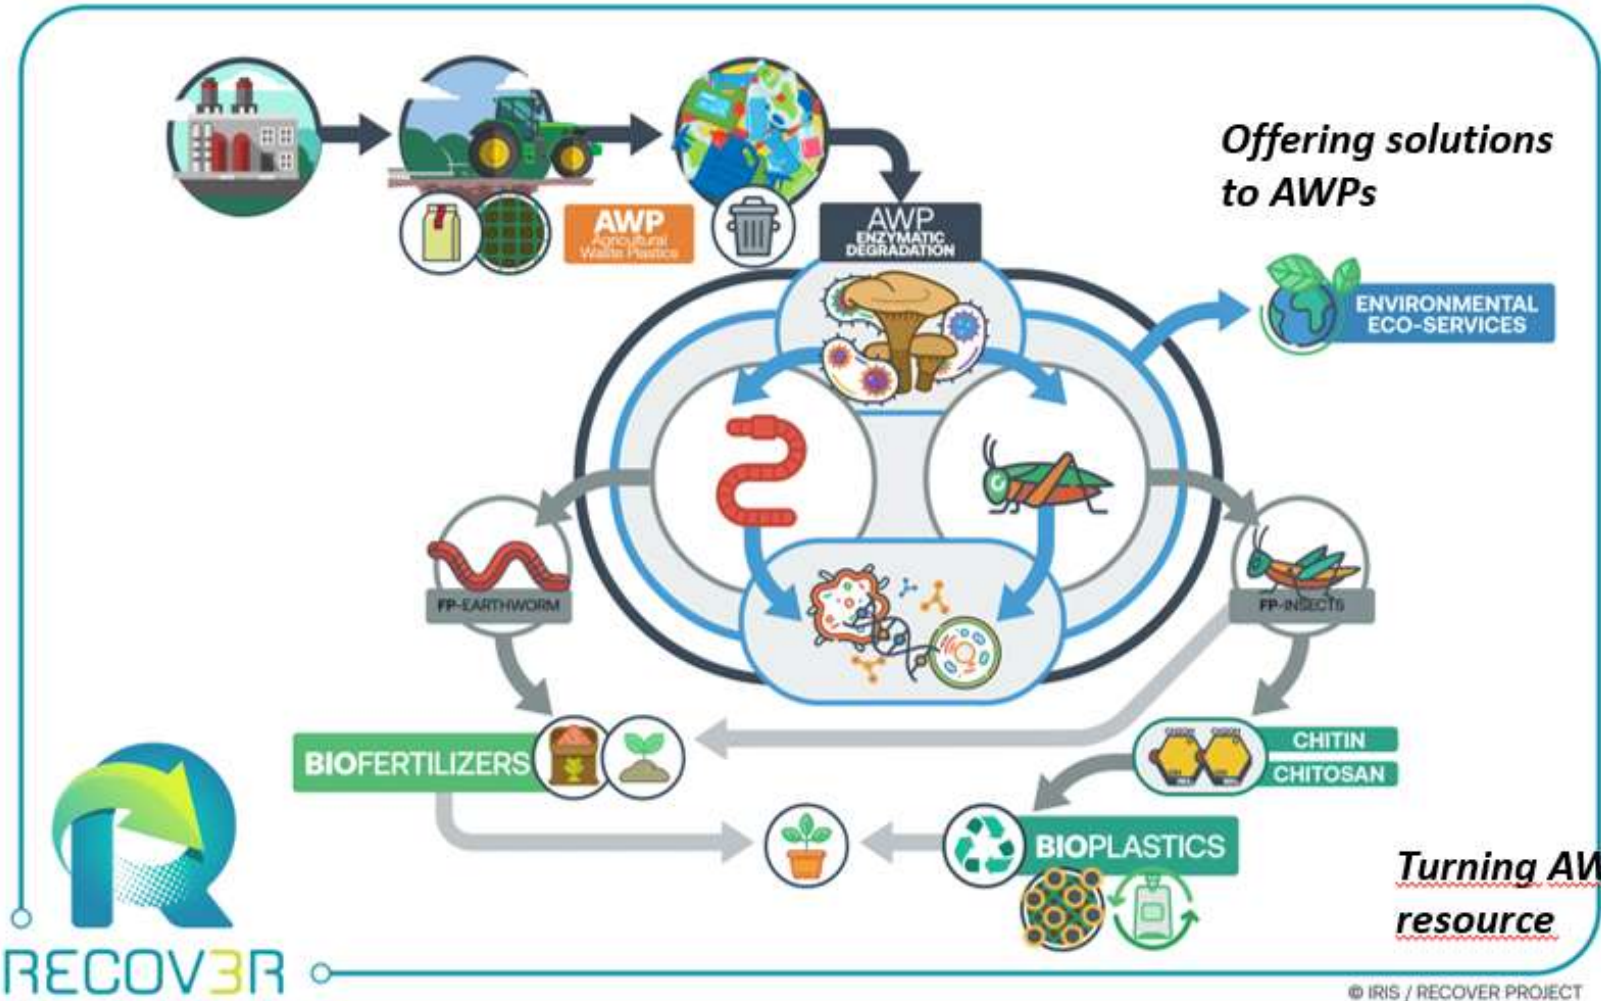 Offering solutions
to AWPs
AWP
Agricultural
Waste Plastics
AWP
ENZYMATIC
DEGRADATION
ENVIRONMENTAL
ECO-SERVICES
FP-EARTHWORM
FP-INSECTS
BIOFERTILIZERS
CHITIN
CHITOSAN
BIOPLASTICS
Turning AW
resource
RECOV3R
© IRIS / RECOVER PROJECT